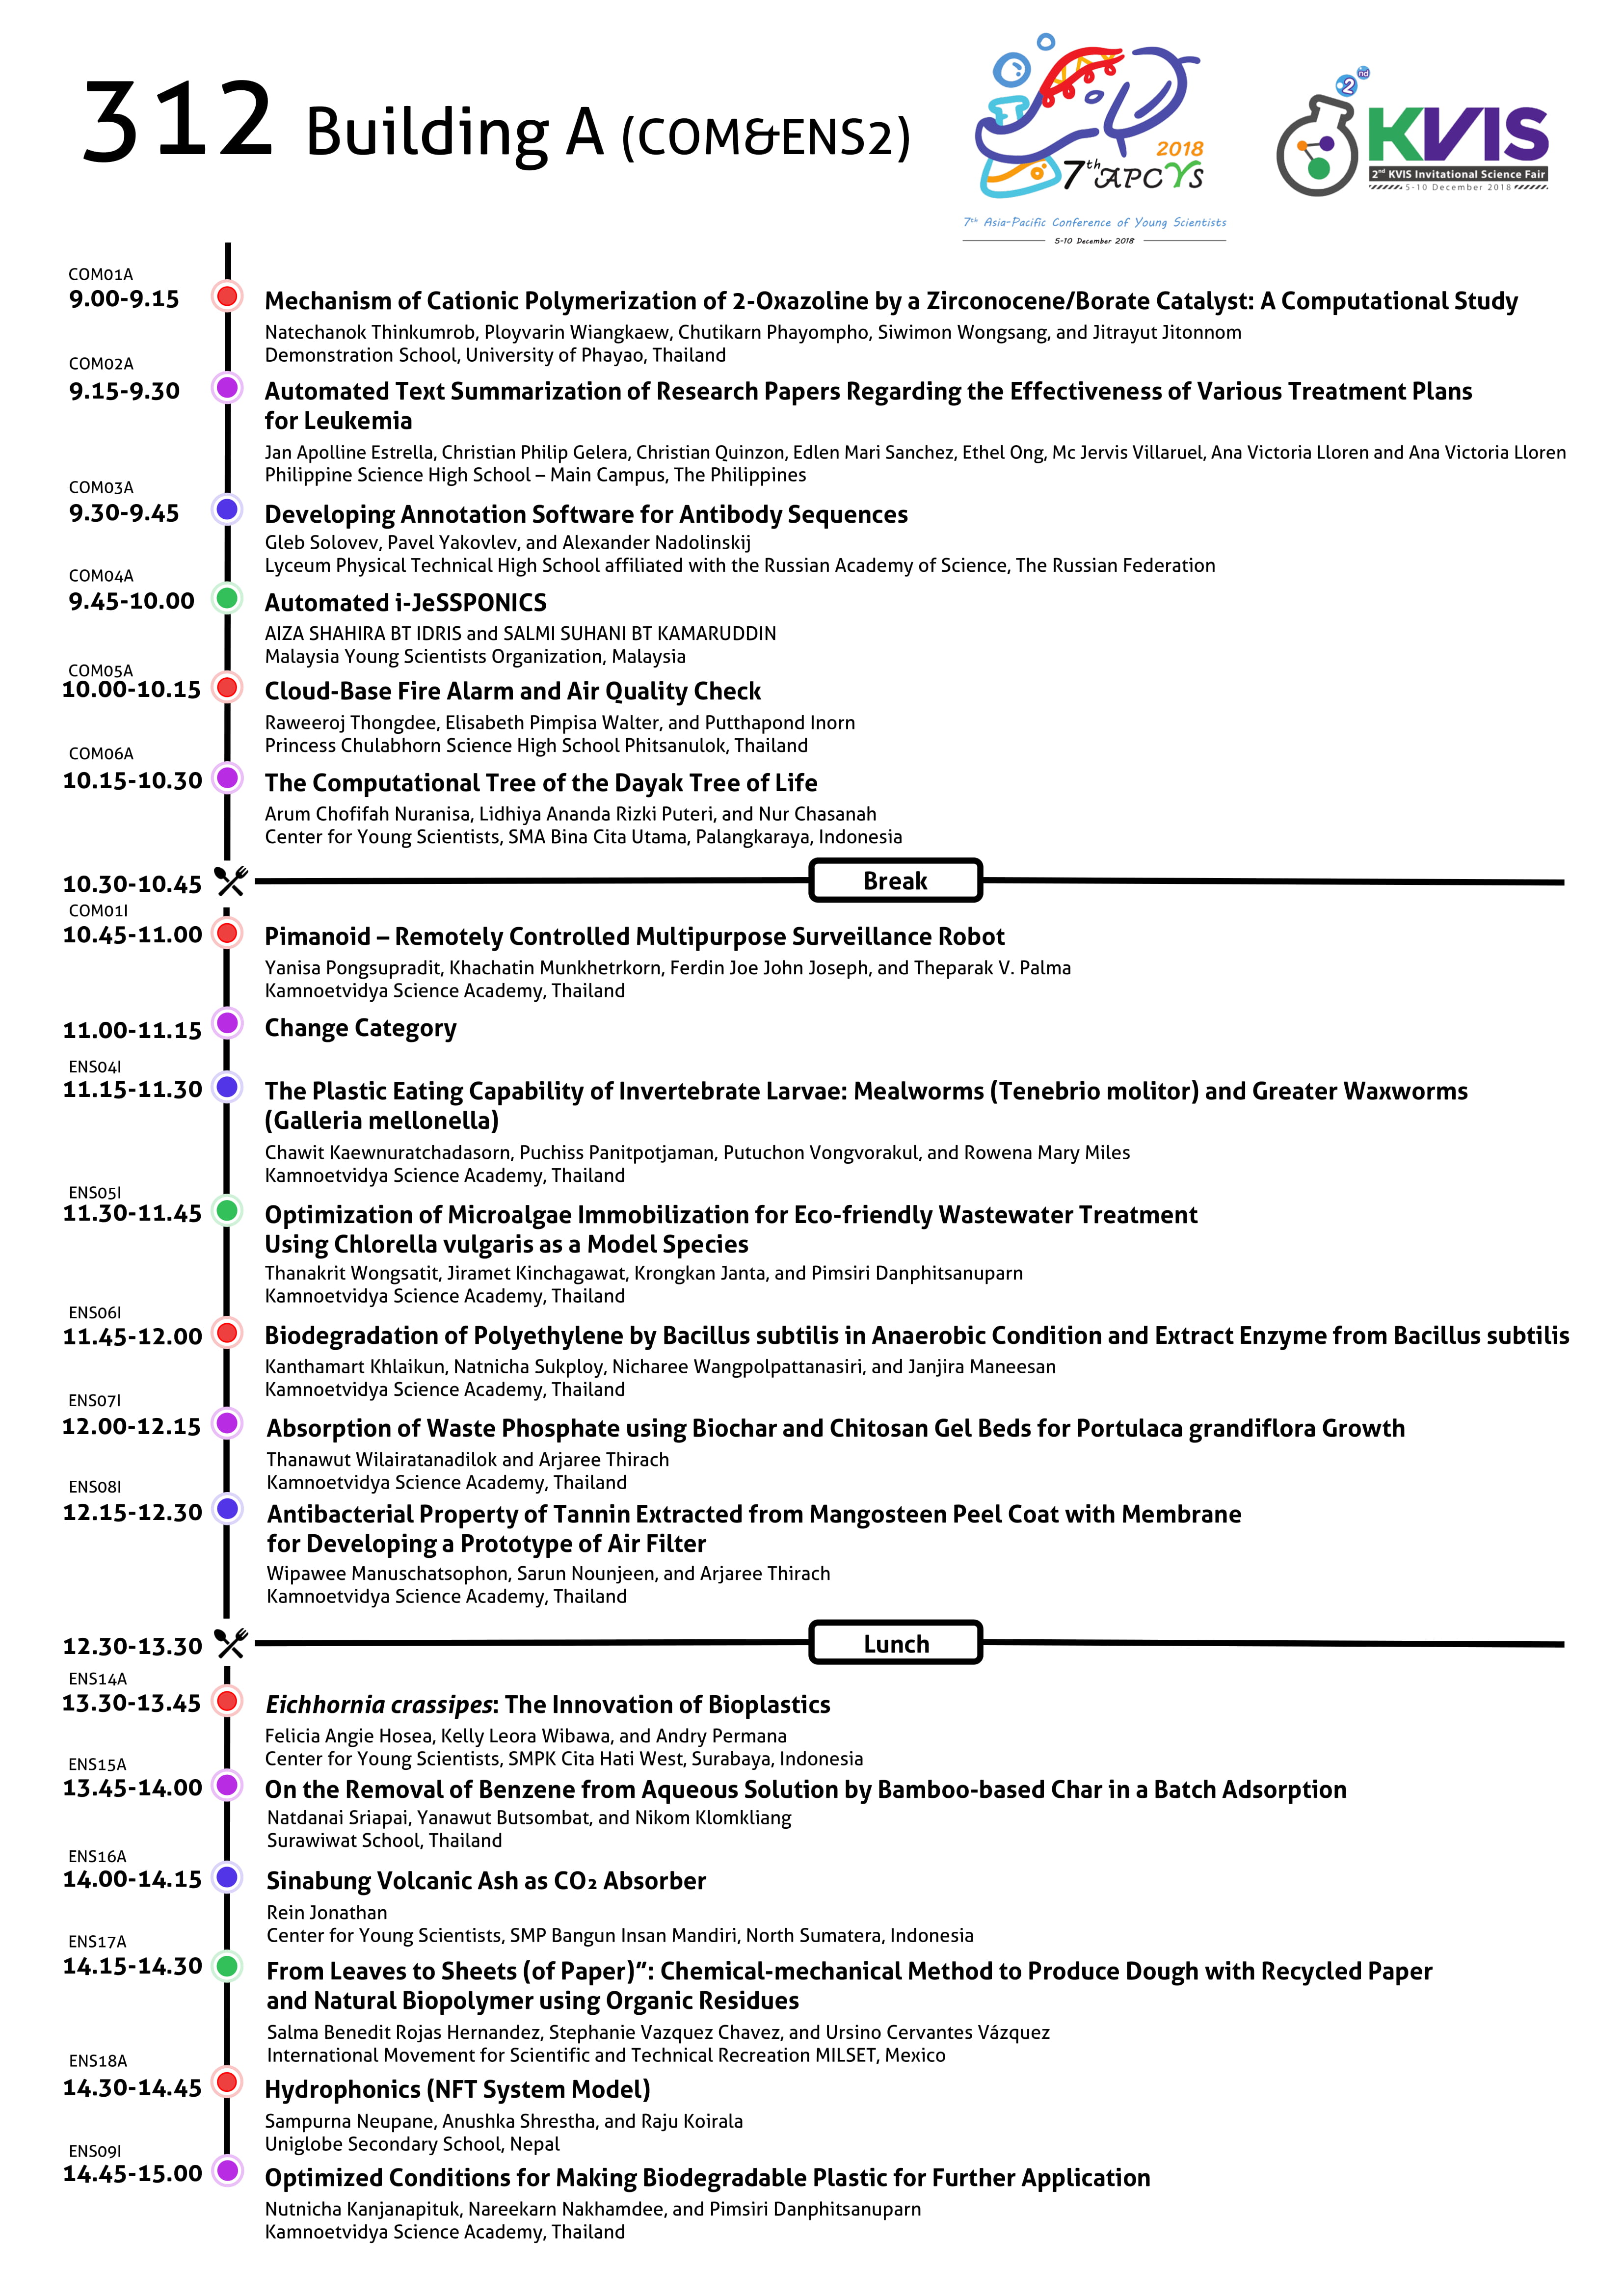 312 Building A (COM&ENS2)
2018
7th APCYS
7th Asia-Pacific Conference of Young Scientists
5-10 December 2018
2nd
KVIS
2nd KVIS Invitational Science Fair
5-10 December 2018
COM01A
9.00-9.15
Mechanism of Cationic Polymerization of 2-Oxazoline by a Zirconocene/Borate Catalyst: A Computational Study
Natechanok Thinkumrob, Ployvarin Wiangkaew, Chutikarn Phayompho, Siwimon Wongsang, and Jitrayut Jitonnom
Demonstration School, University of Phayao, Thailand
COM02A
9.15-9.30
Automated Text Summarization of Research Papers Regarding the Effectiveness of Various Treatment Plans
for Leukemia
Jan Apolline Estrella, Christian Philip Gelera, Christian Quinzon, Edlen Mari Sanchez, Ethel Ong, Mc Jervis Villaruel, Ana Victoria Lloren and Ana Victoria Lloren
Philippine Science High School – Main Campus, The Philippines
COM03A
9.30-9.45
Developing Annotation Software for Antibody Sequences
Gleb Solovev, Pavel Yakovlev, and Alexander Nadolinskij
Lyceum Physical Technical High School affiliated with the Russian Academy of Science, The Russian Federation
COM04A
9.45-10.00
Automated i-JeSSPONICS
AIZA SHAHIRA BT IDRIS and SALMI SUHANI BT KAMARUDDIN
Malaysia Young Scientists Organization, Malaysia
COM05A
10.00-10.15
Cloud-Base Fire Alarm and Air Quality Check
Raweeroj Thongdee, Elisabeth Pimpisa Walter, and Putthapond Inorn
Princess Chulabhorn Science High School Phitsanulok, Thailand
COM06A
10.15-10.30
The Computational Tree of the Dayak Tree of Life
Arum Chofifah Nuranisa, Lidhiya Ananda Rizki Puteri, and Nur Chasanah
Center for Young Scientists, SMA Bina Cita Utama, Palangkaraya, Indonesia
10.30-10.45
Break
COM01I
10.45-11.00
Pimanoid – Remotely Controlled Multipurpose Surveillance Robot
Yanisa Pongsupradit, Khachatin Munkhetrkorn, Ferdin Joe John Joseph, and Theparak V. Palma
Kamnoetvidya Science Academy, Thailand
11.00-11.15
Change Category
ENS04I
11.15-11.30
The Plastic Eating Capability of Invertebrate Larvae: Mealworms (Tenebrio molitor) and Greater Waxworms
(Galleria mellonella)
Chawit Kaewnuratchadasorn, Puchiss Panitpotjaman, Putuchon Vongvorakul, and Rowena Mary Miles
Kamnoetvidya Science Academy, Thailand
ENS05I
11.30-11.45
Optimization of Microalgae Immobilization for Eco-friendly Wastewater Treatment
Using Chlorella vulgaris as a Model Species
Thanakrit Wongsatit, Jiramet Kinchagawat, Krongkan Janta, and Pimsiri Danphitsanuparn
Kamnoetvidya Science Academy, Thailand
ENS06I
11.45-12.00
Biodegradation of Polyethylene by Bacillus subtilis in Anaerobic Condition and Extract Enzyme from Bacillus subtilis
Kanthamart Khlaikun, Natnicha Sukploy, Nicharee Wangpolpattanasiri, and Janjira Maneesan
Kamnoetvidya Science Academy, Thailand
ENS07I
12.00-12.15
Absorption of Waste Phosphate using Biochar and Chitosan Gel Beds for Portulaca grandiflora Growth
Thanawut Wilairatanadilok and Arjaree Thirach
Kamnoetvidya Science Academy, Thailand
ENS08I
12.15-12.30
Antibacterial Property of Tannin Extracted from Mangosteen Peel Coat with Membrane
for Developing a Prototype of Air Filter
Wipawee Manuschatsophon, Sarun Nounjeen, and Arjaree Thirach
Kamnoetvidya Science Academy, Thailand
12.30-13.30
Lunch
ENS14A
13.30-13.45
Eichhornia crassipes: The Innovation of Bioplastics
Felicia Angie Hosea, Kelly Leora Wibawa, and Andry Permana
Center for Young Scientists, SMPK Cita Hati West, Surabaya, Indonesia
ENS15A
13.45-14.00
On the Removal of Benzene from Aqueous Solution by Bamboo-based Char in a Batch Adsorption
Natdanai Sriapai, Yanawut Butsombat, and Nikom Klomkliang
Surawiwat School, Thailand
ENS16A
14.00-14.15
Sinabung Volcanic Ash as CO₂ Absorber
Rein Jonathan
Center for Young Scientists, SMP Bangun Insan Mandiri, North Sumatera, Indonesia
ENS17A
14.15-14.30
From Leaves to Sheets (of Paper)”: Chemical-mechanical Method to Produce Dough with Recycled Paper
and Natural Biopolymer using Organic Residues
Salma Benedit Rojas Hernandez, Stephanie Vazquez Chavez, and Ursino Cervantes Vázquez
International Movement for Scientific and Technical Recreation MILSET, Mexico
ENS18A
14.30-14.45
Hydrophonics (NFT System Model)
Sampurna Neupane, Anushka Shrestha, and Raju Koirala
Uniglobe Secondary School, Nepal
ENS09I
14.45-15.00
Optimized Conditions for Making Biodegradable Plastic for Further Application
Nutnicha Kanjanapituk, Nareekarn Nakhamdee, and Pimsiri Danphitsanuparn
Kamnoetvidya Science Academy, Thailand